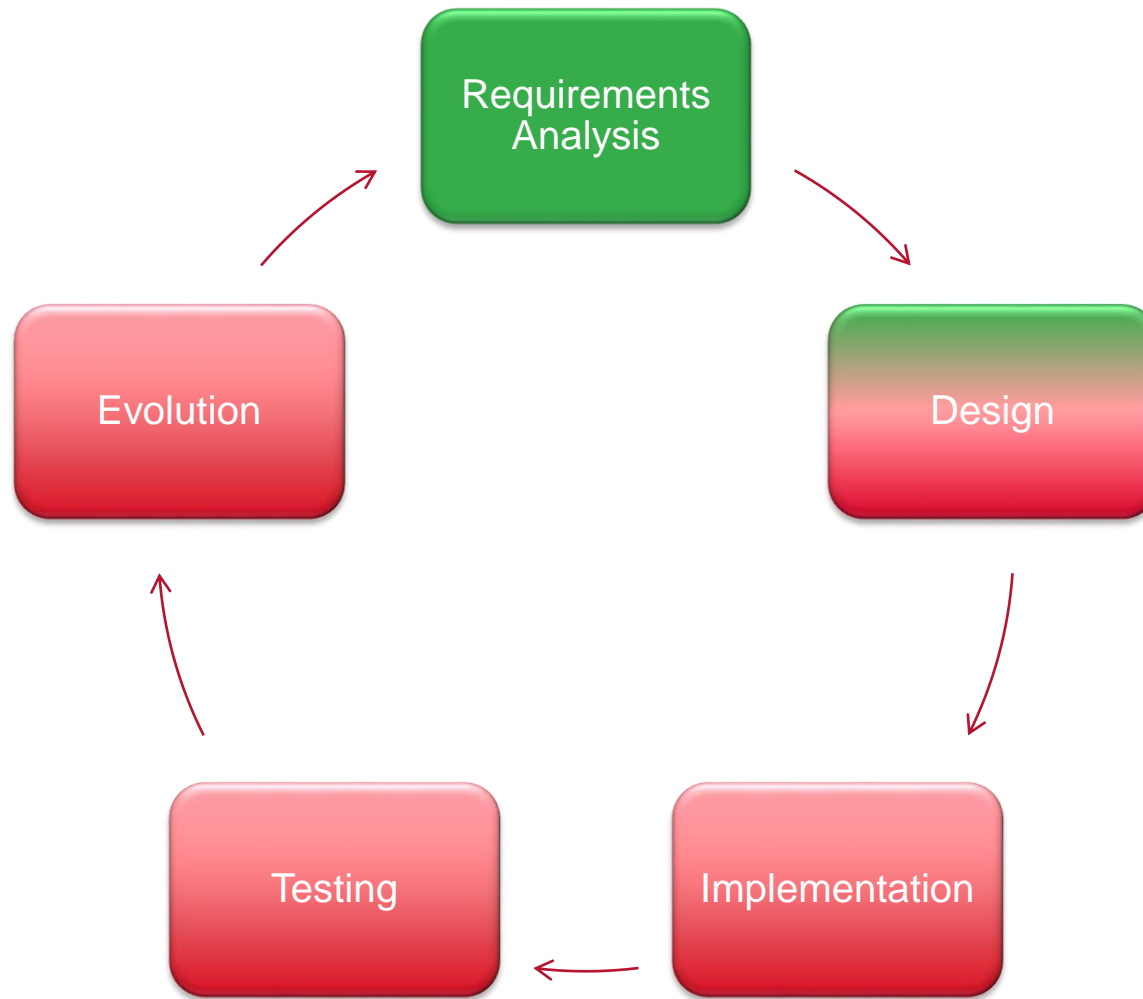 Requirements
Analysis
Evolution
Design
Testing
Implementation